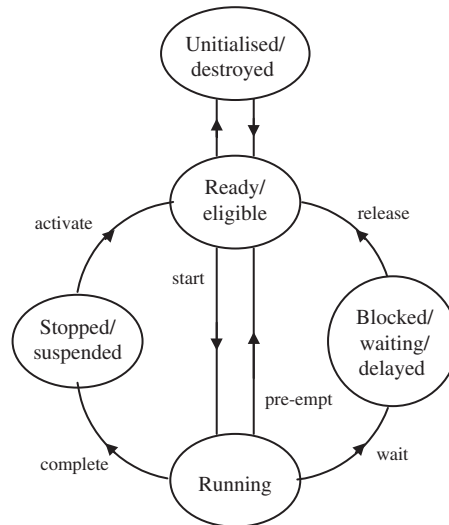 Unitialised/
destroyed
Ready/
eligible
activate
release
start
Stopped/
suspended
Blocked/
waiting/
delayed
pre-empt
complete
wait
Running